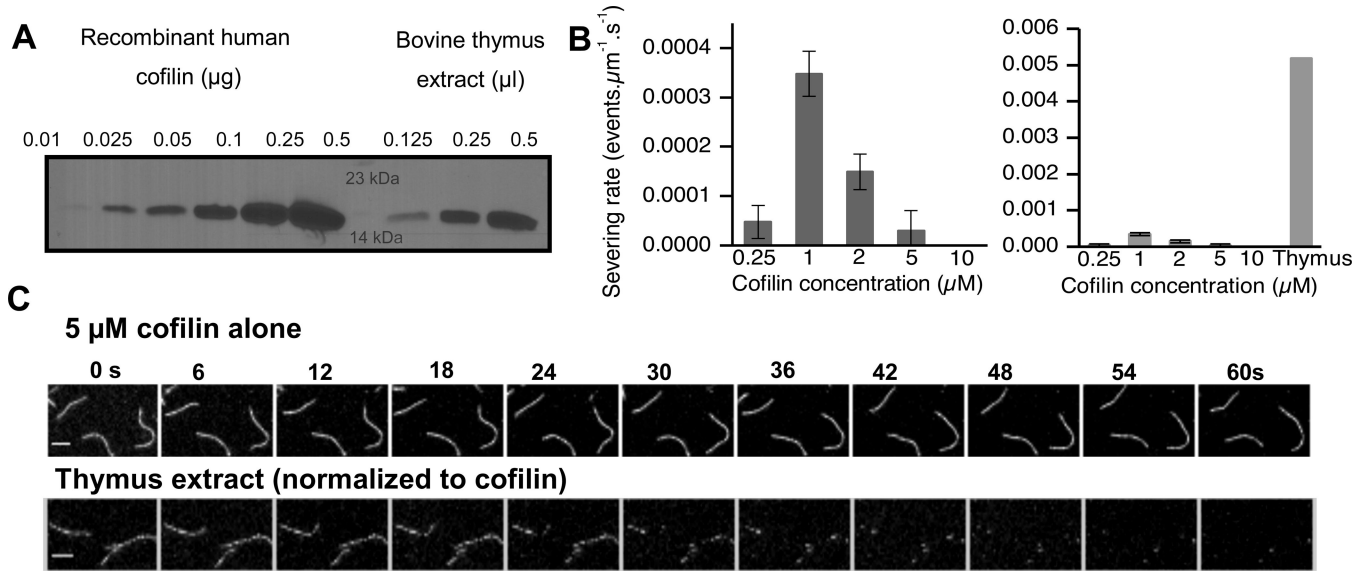 A
Recombinant human
cofilin (µg)
Bovine thymus
extract (µl)
0.01 0.025 0.05 0.1 0.25 0.5 0.125 0.25 0.5
23 kDa
14 kDa
B
Severing rate (events.µm-1.s-1)
0.0004
0.0003
0.0002
0.0001
0.0000
0.25 1 2 5 10
Cofilin concentration (µM)
0.006
0.005
0.004
0.003
0.002
0.001
0.000
0.25 1 2 5 10 Thymus
Cofilin concentration (µM)
C
5 µM cofilin alone
0 s 6 12 18 24 30 36 42 48 54 60s
Thymus extract (normalized to cofilin)